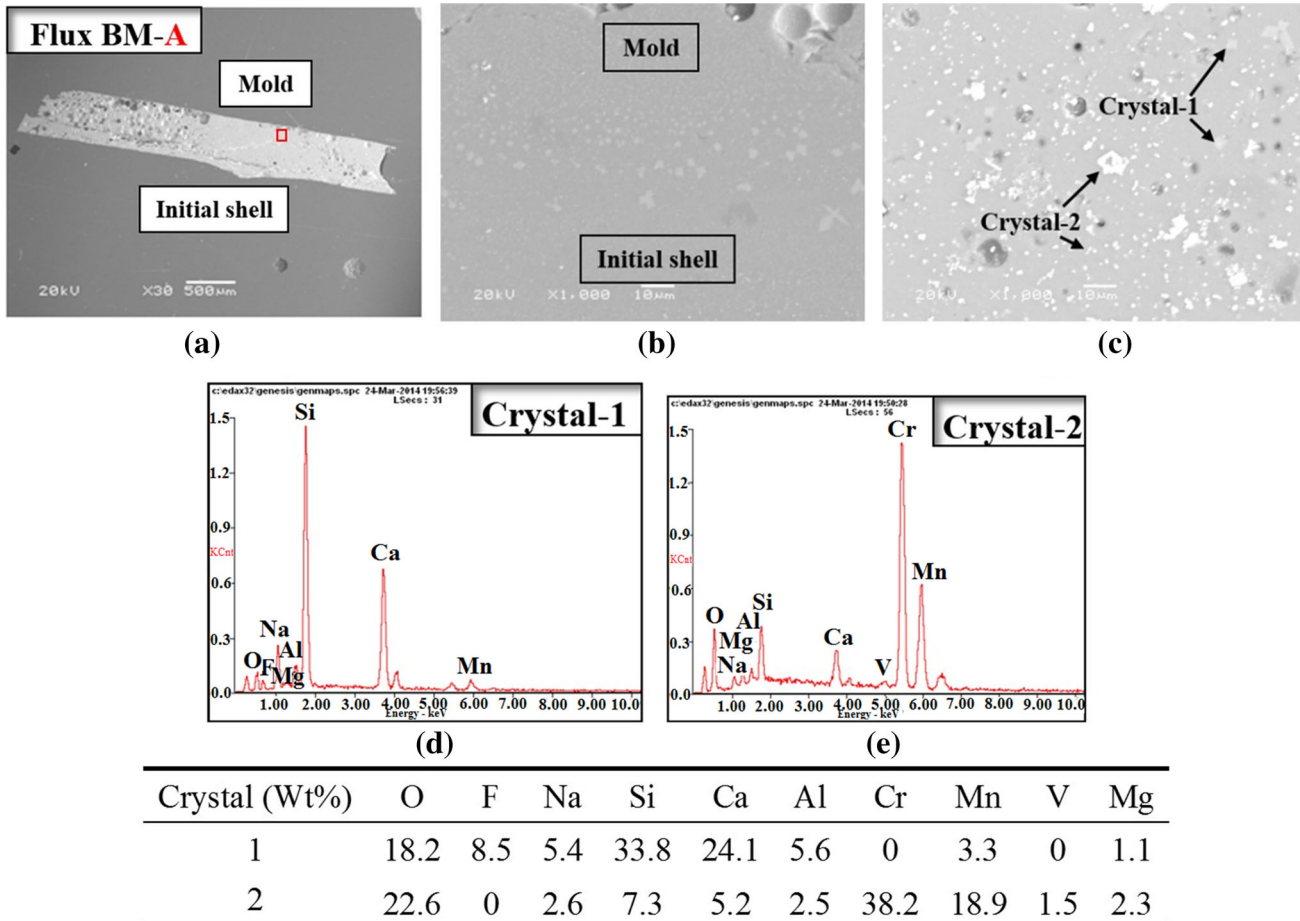 Flux BM-A
Mold
Initial shell
20kV X30 500μm
(a)
Mold
Initial shell
20kV X1,000 10μm
(b)
Crystal-1
Crystal-2
20kV X1,000 10μm
(c)
c:\edax32\genesis\genmaps.spc 24-Mar-2014 19:56:39
LSecs : 31
Crystal-1
1.5
1.2
0.9
KCnt
0.6
0.3
0.0
O F Na Mg Al Si Ca Mn
1.00 2.00 3.00 4.00 5.00 6.00 7.00 8.00 9.00 10.0
Energy - keV
(d)
c:\edax32\genesis\genmaps.spc 24-Mar-2014 19:50:28
LSecs : 56
Crystal-2
1.5
1.2
0.9
KCnt
0.6
0.3
0.0
O Na Mg Al Si Ca V Cr Mn
1.00 2.00 3.00 4.00 5.00 6.00 7.00 8.00 9.00 10.0
Energy - keV
(e)
Crystal (Wt%) O F Na Si Ca Al Cr Mn V Mg
1 18.2 8.5 5.4 33.8 24.1 5.6 0 3.3 0 1.1
2 22.6 0 2.6 7.3 5.2 2.5 38.2 18.9 1.5 2.3